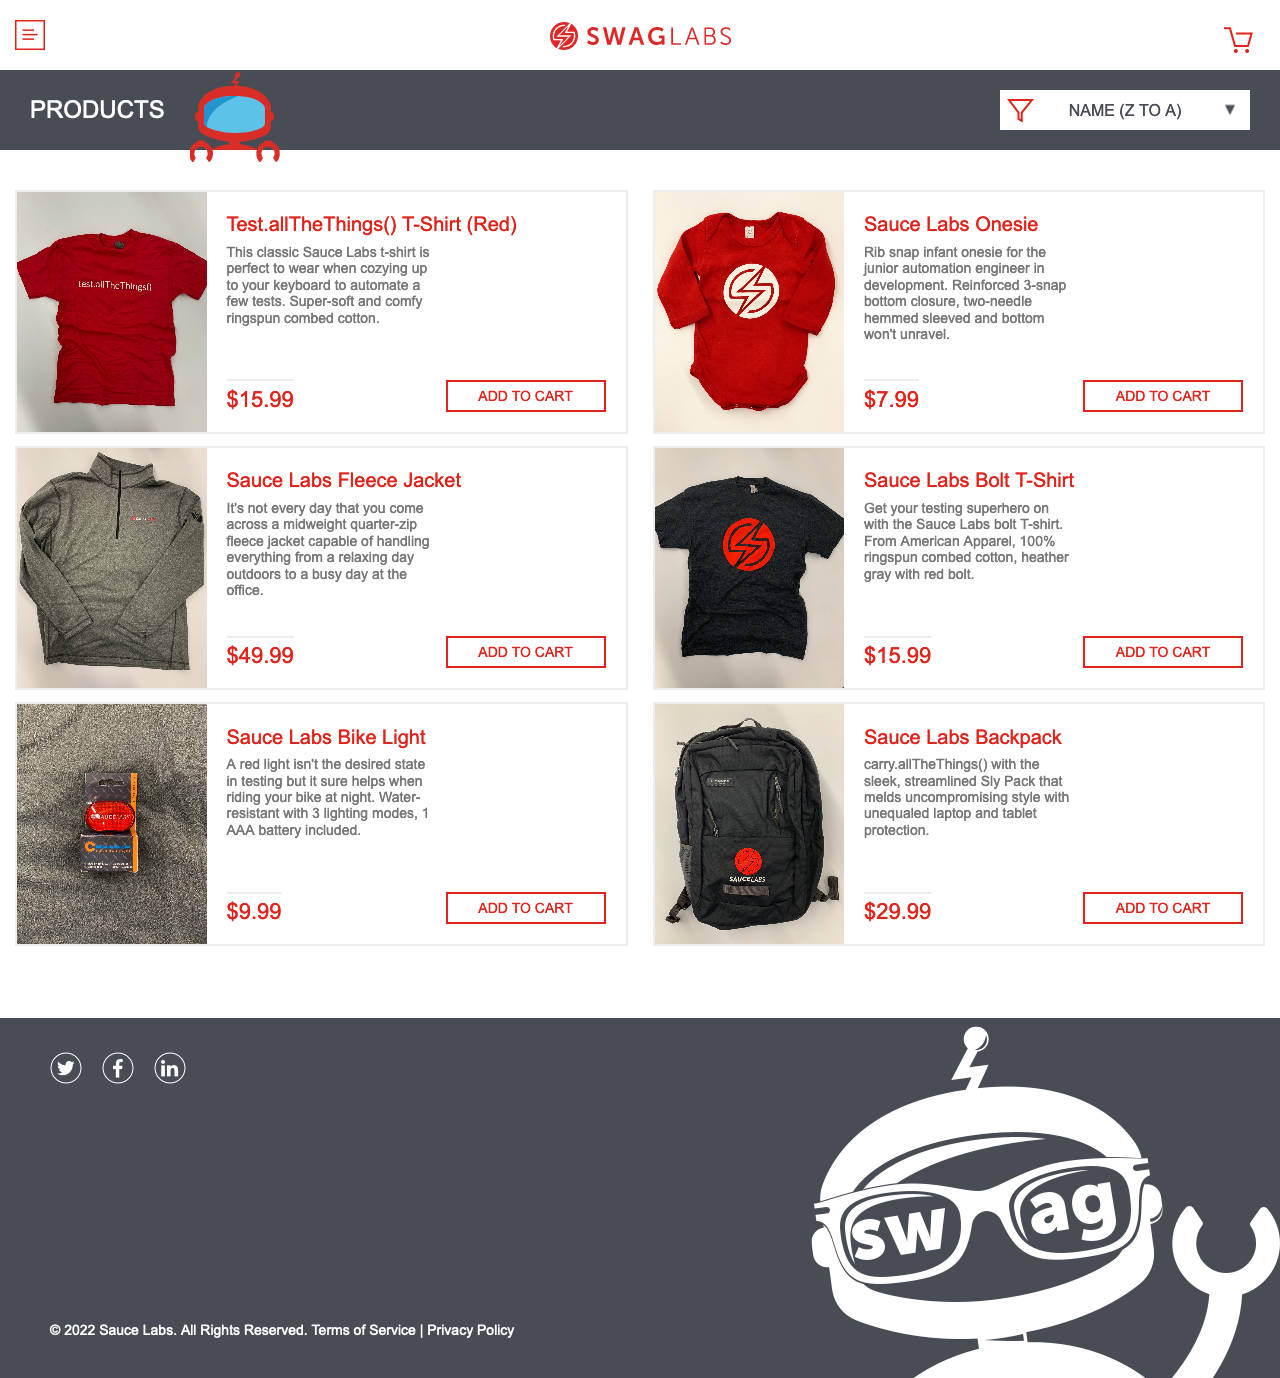 SWAGLABS
PRODUCTS
NAME (Z TO A)
test.allTheThings()
Test.allTheThings() T-Shirt (Red)
This classic Sauce Labs t-shirt is
perfect to wear when cozying up
to your keyboard to automate a
few tests. Super-soft and comfy
ringspun combed cotton.
$15.99
ADD TO CART
Sauce Labs Onesie
Rib snap infant onesie for the
junior automation engineer in
development. Reinforced 3-snap
bottom closure, two-needle
hemmed sleeved and bottom
won't unravel.
$7.99
ADD TO CART
Sauce Labs Fleece Jacket
It's not every day that you come
across a midweight quarter-zip
fleece jacket capable of handling
everything from a relaxing day
outdoors to a busy day at the
office.
$49.99
ADD TO CART
Sauce Labs Bolt T-Shirt
Get your testing superhero on
with the Sauce Labs bolt T-shirt.
From American Apparel, 100%
ringspun combed cotton, heather
gray with red bolt.
$15.99
ADD TO CART
SAUCELABS
Sauce Labs Bike Light
A red light isn't the desired state
in testing but it sure helps when
riding your bike at night. Water-
resistant with 3 lighting modes, 1
AAA battery included.
$9.99
ADD TO CART
SAUCELABS
Sauce Labs Backpack
carry.allTheThings() with the
sleek, streamlined Sly Pack that
melds uncompromising style with
unequaled laptop and tablet
protection.
$29.99
ADD TO CART
swag
© 2022 Sauce Labs. All Rights Reserved. Terms of Service | Privacy Policy